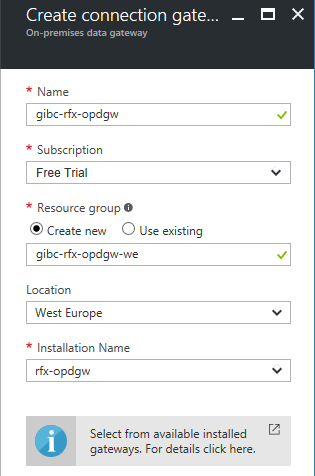 Create connection gate...
On-premises data gateway
* Name
gibc-rfx-opdgw
* Subscription
Free Trial
* Resource group
Create new Use existing
gibc-rfx-opdgw-we
Location
West Europe
* Installation Name
rfx-opdgw
Select from available installed
gateways. For details click here.